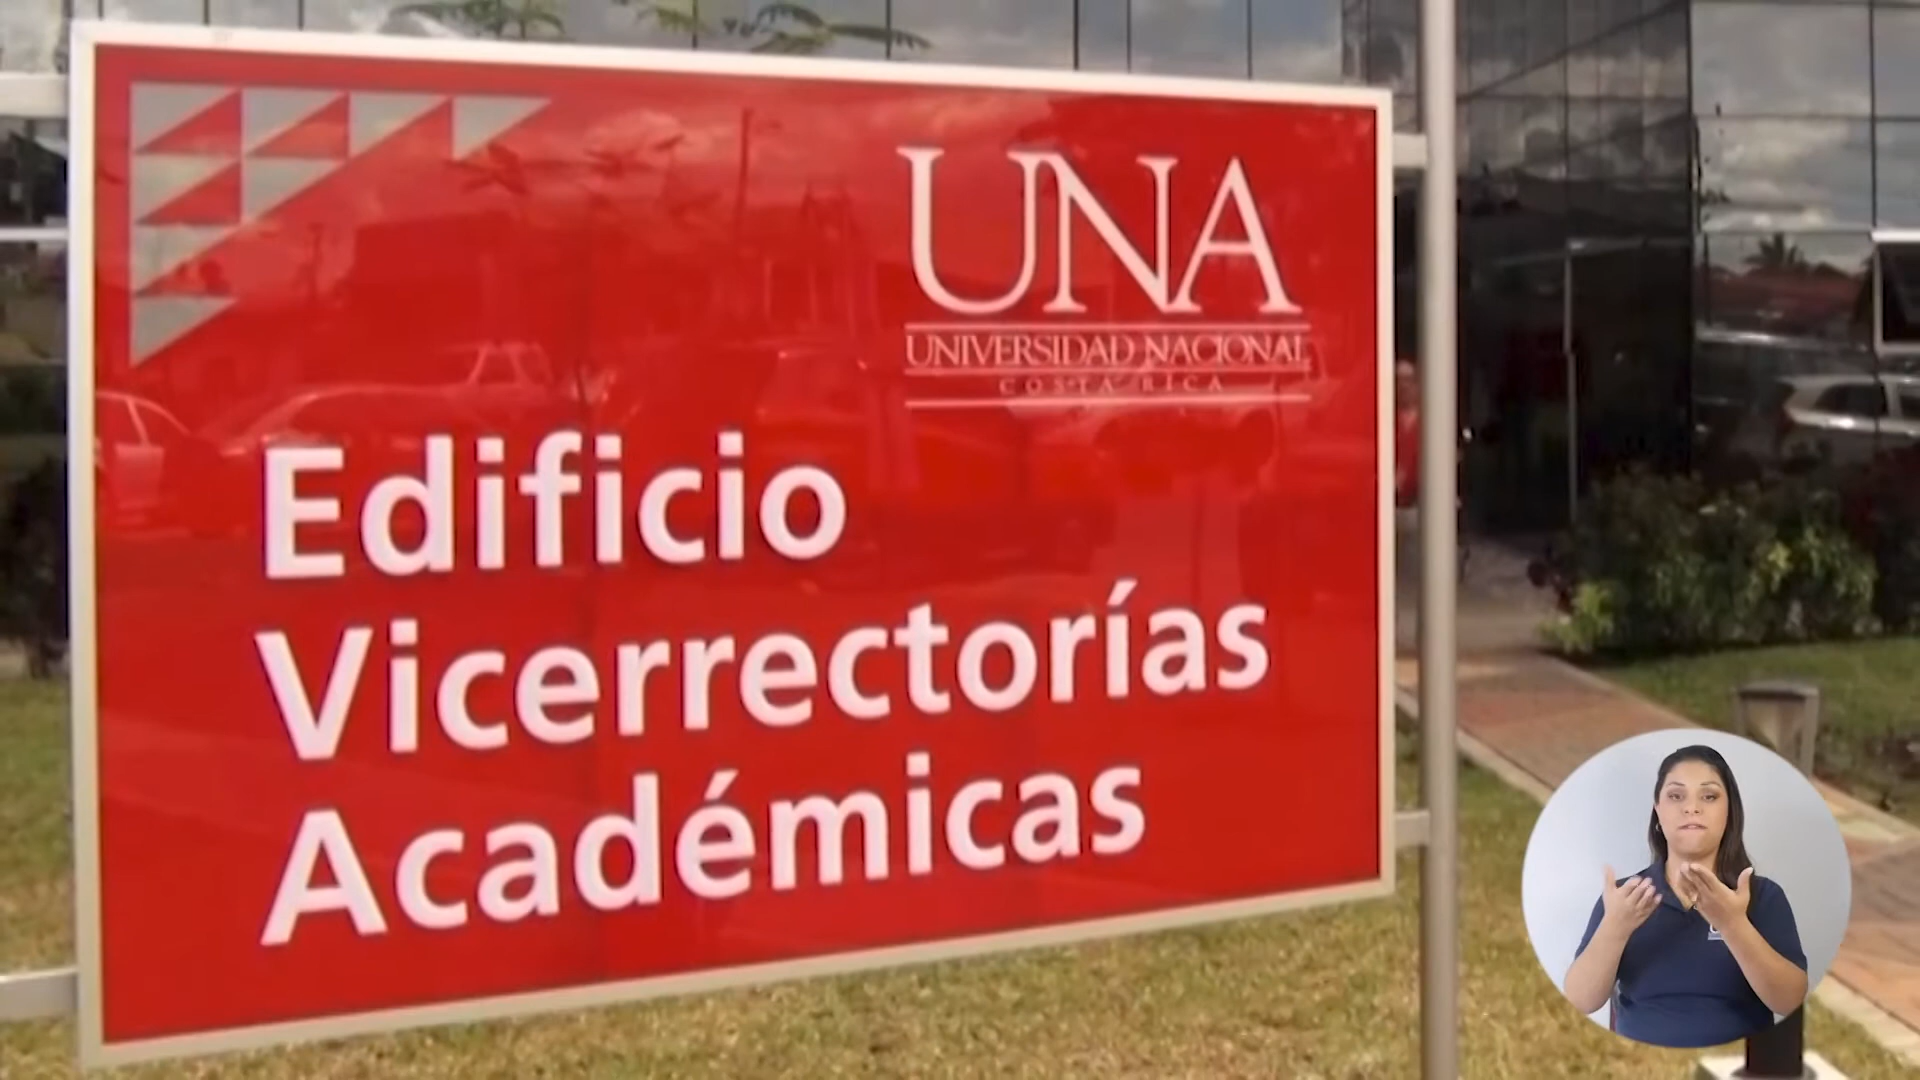 UNA
UNIVERSIDAD NACIONAL
COSTA RICA
Edificio
Vicerrectorías
Académicas